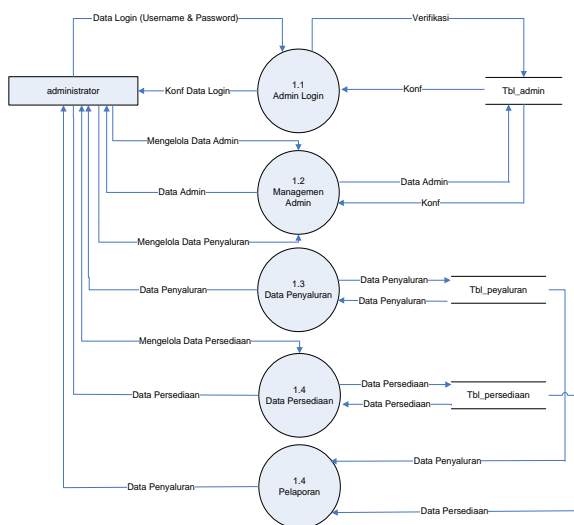 Data Login (Username & Password)
Verifikasi
1.1
Admin Login
administrator
Konf Data Login
Konf
Tbl_admin
Mengelola Data Admin
1.2
Managemen
Admin
Data Admin
Data Admin
Konf
Mengelola Data Penyaluran
1.3
Data Penyaluran
Data Penyaluran
Data Penyaluran
Data Penyaluran
Tbl_peyaluran
Mengelola Data Persediaan
1.4
Data Persediaan
Data Persediaan
Data Persediaan
Data Persediaan
Tbl_persediaan
1.4
Pelaporan
Data Penyaluran
Data Penyaluran
Data Persediaan